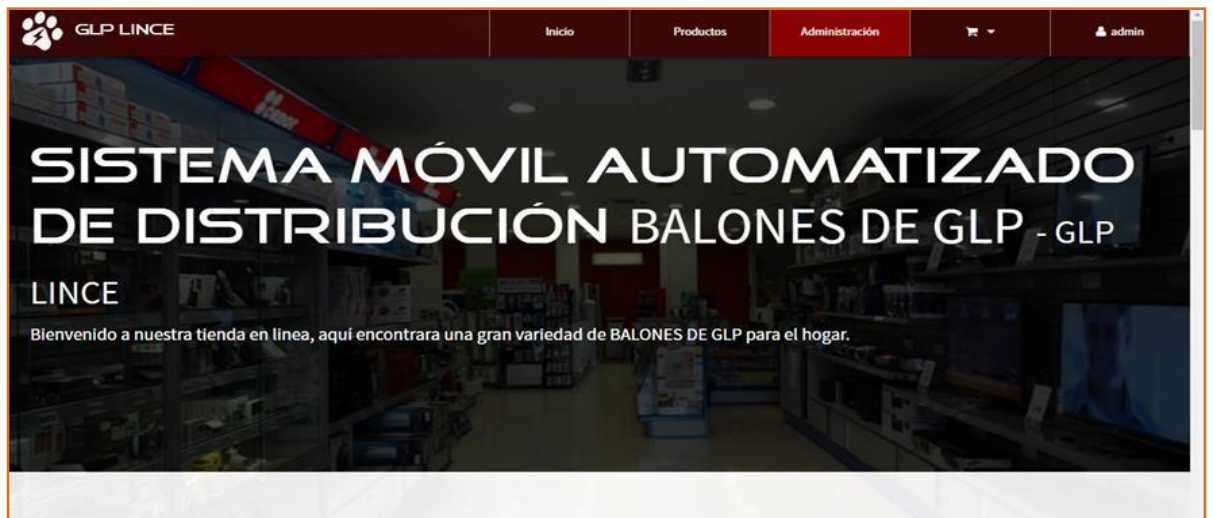 GLP LINCE
Inicio
Productos
Administración
admin
SISTEMA MÓVIL AUTOMATIZADO
DE DISTRIBUCIÓN BALONES DE GLP - GLP
LINCE
Bienvenido a nuestra tienda en linea, aquí encontrara una gran variedad de BALONES DE GLP para el hogar.